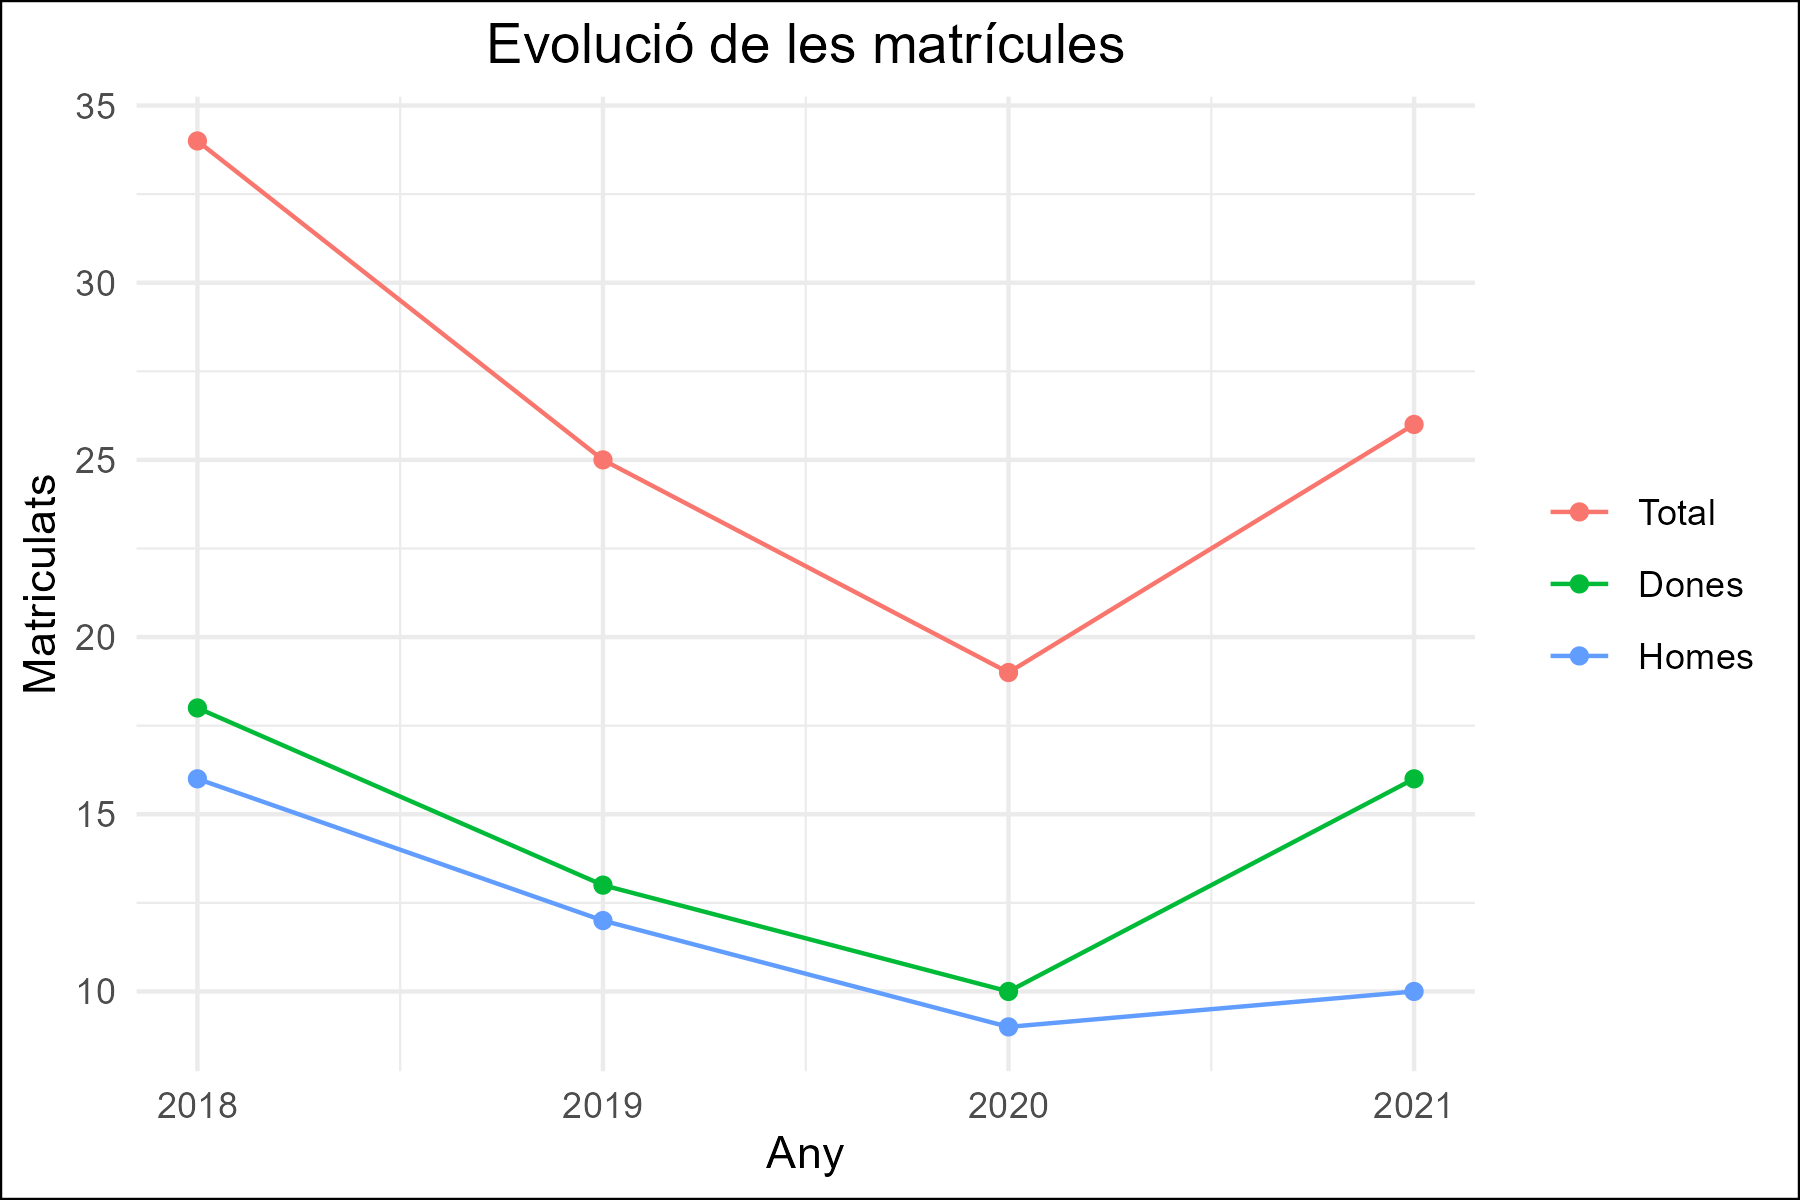 Evolució de les matrícules
35
30
25
20
15
10
Matriculats
2018 2019 2020 2021
Any
Total
Dones
Homes